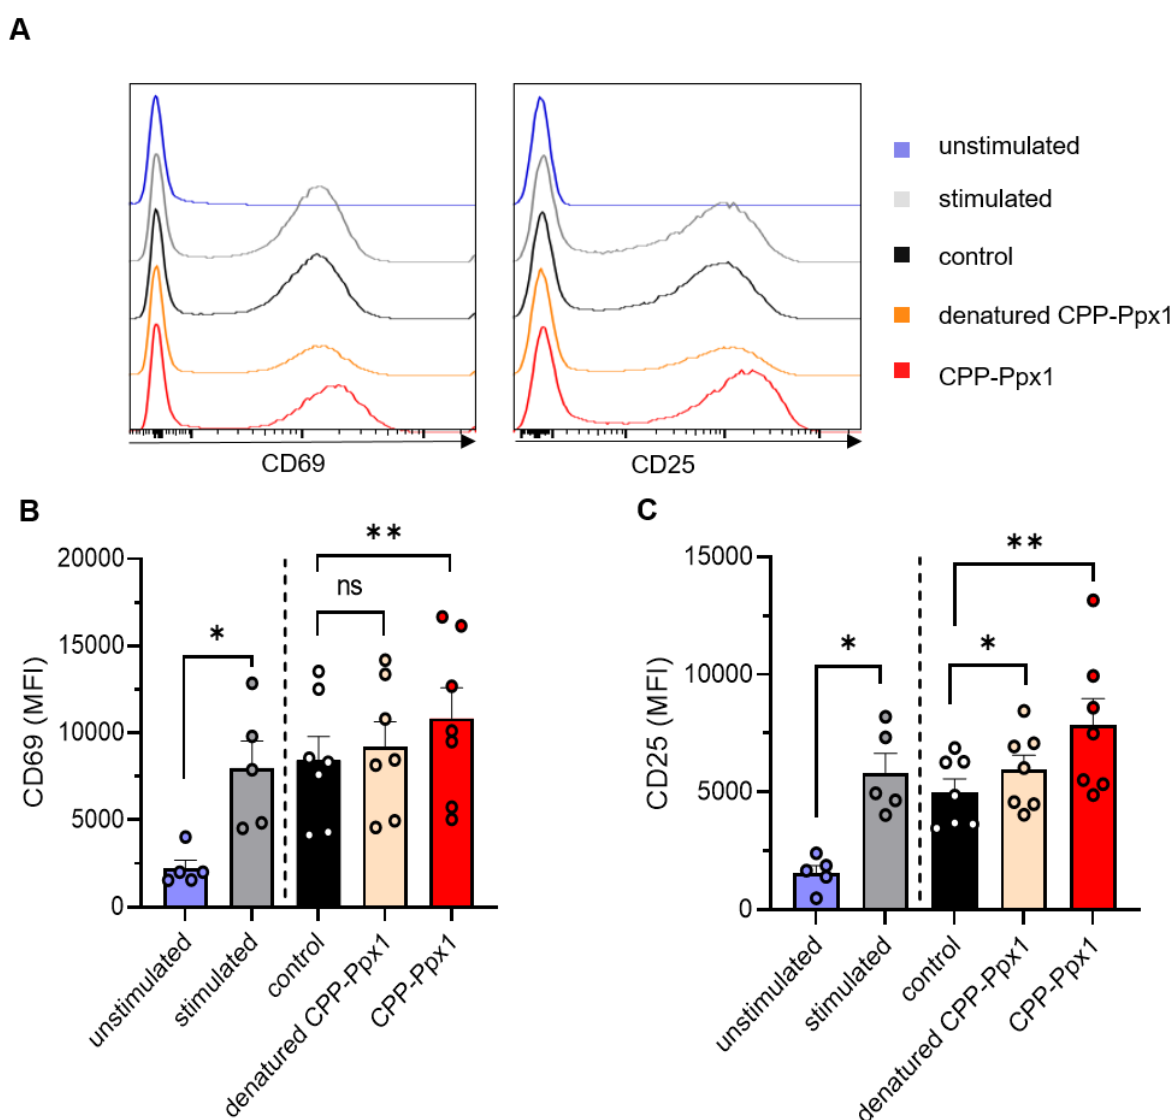 A
unstimulated
stimulated
control
denatured CPP-Ppx1
CPP-Ppx1
CD69
CD25
B
CD69 (MFI)
20000
15000
10000
5000
0
*
ns
**
unstimulated
stimulated
control
denatured CPP-Ppx1
CPP-Ppx1
C
CD25 (MFI)
15000
10000
5000
0
*
*
**
unstimulated
stimulated
control
denatured CPP-Ppx1
CPP-Ppx1